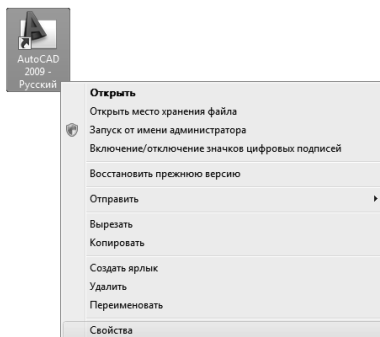 AutoCAD
2009 -
Русский
Открыть
Открыть место хранения файла
Запуск от имени администратора
Включение/отключение значков цифровых подписей
Восстановить прежнюю версию
Отправить
Вырезать
Копировать
Создать ярлык
Удалить
Переименовать
Свойства